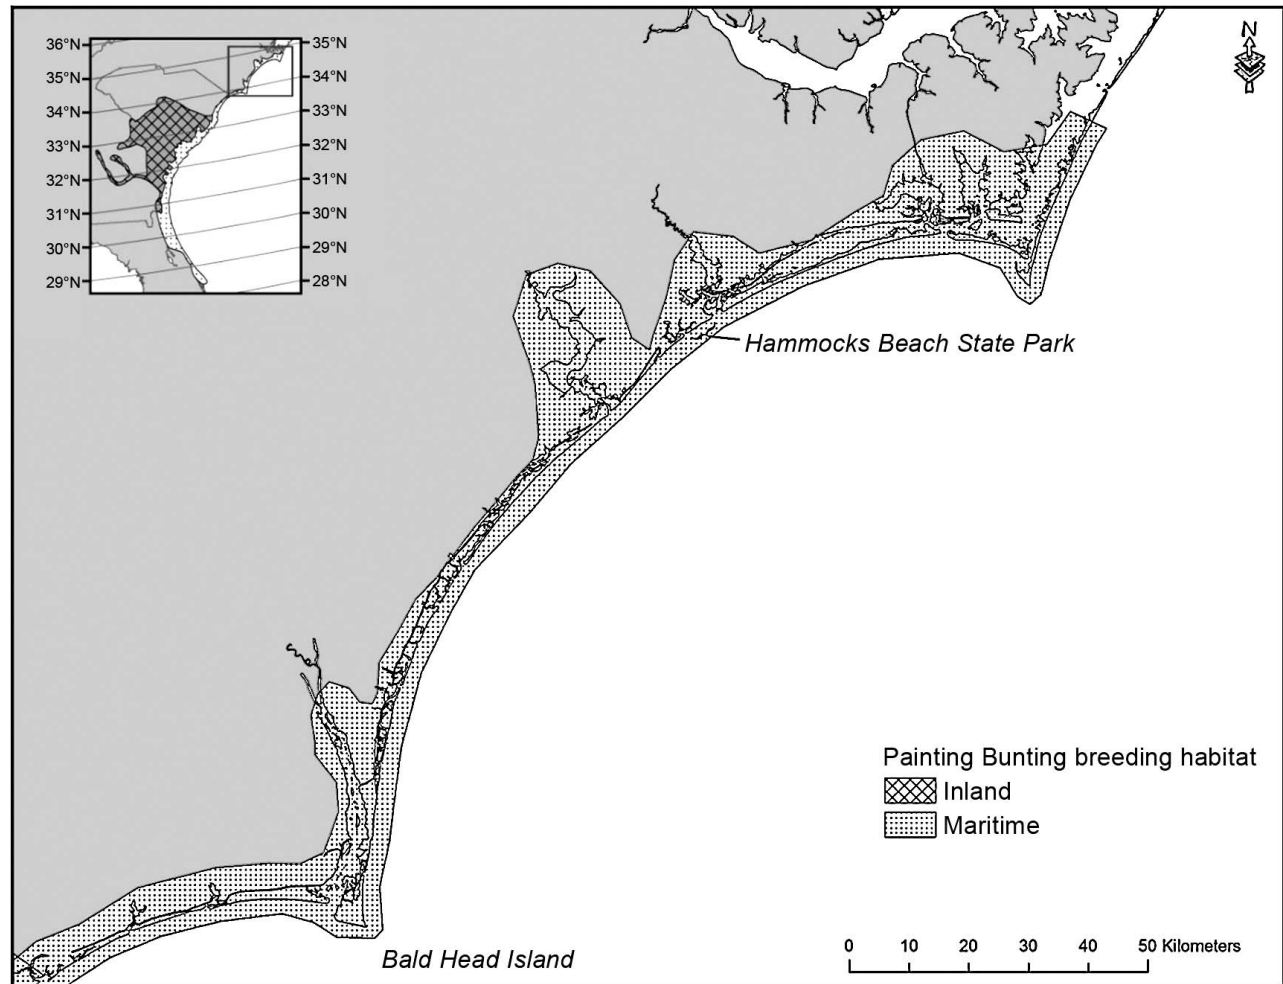 N
36°N
35°N
34°N
33°N
32°N
31°N
30°N
29°N
35°N
34°N
33°N
32°N
31°N
30°N
29°N
28°N
Hammocks Beach State Park
Painting Bunting breeding habitat
Inland
Maritime
Bald Head Island
0 10 20 30 40 50 Kilometers